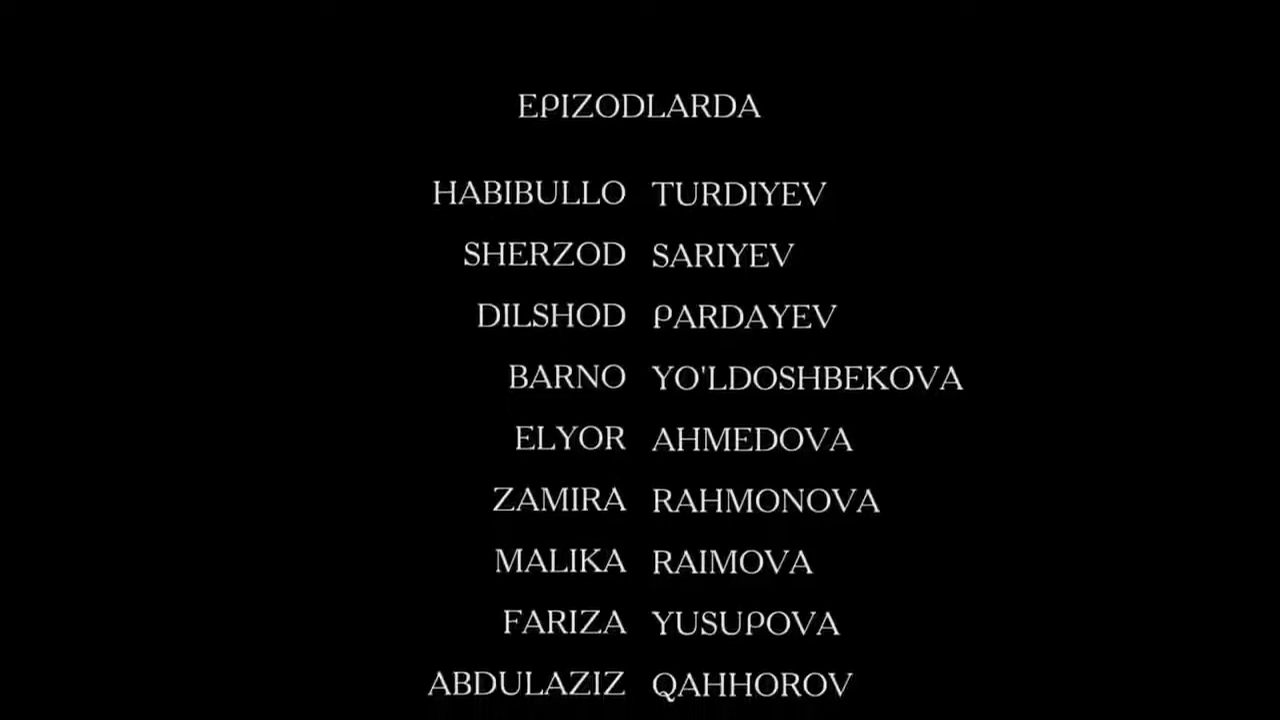 EPIZODLARDA
HABIBULLO TURDIYEV
SHERZOD SARIYEV
DILSHOD PARDAYEV
BARNO YO'LDOSHBEKOVA
ELYOR AHMEDOVA
ZAMIRA RAHMONOVA
MALIKA RAIMOVA
FARIZA YUSUPOVA
ABDULAZIZ QAHHOROV